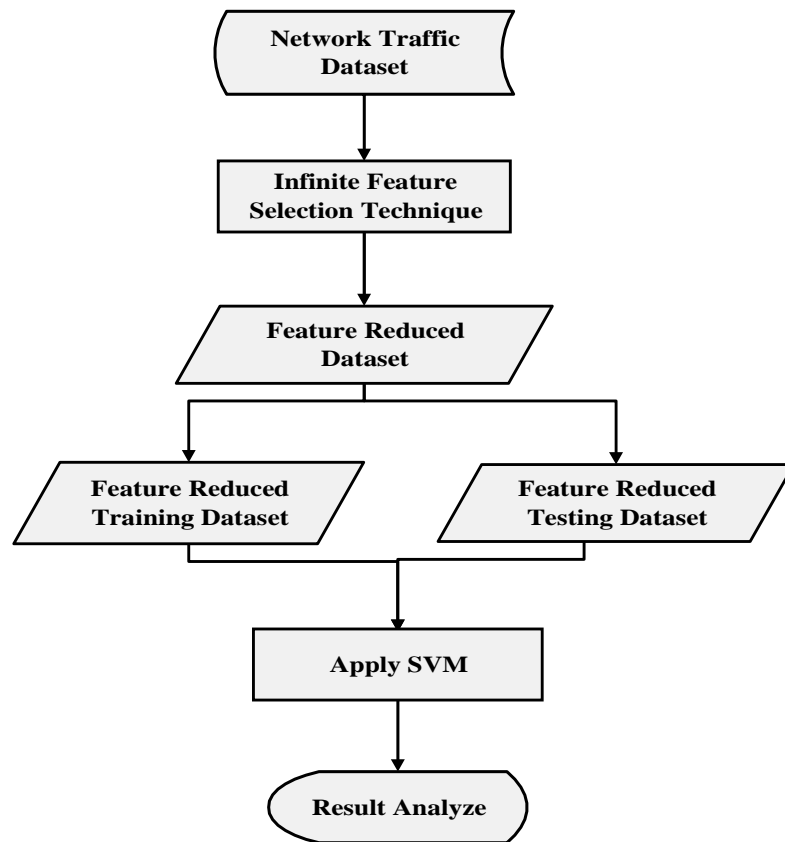 Network Traffic
Dataset
Infinite Feature
Selection Technique
Feature Reduced
Dataset
Feature Reduced
Training Dataset
Feature Reduced
Testing Dataset
Apply SVM
Result Analyze